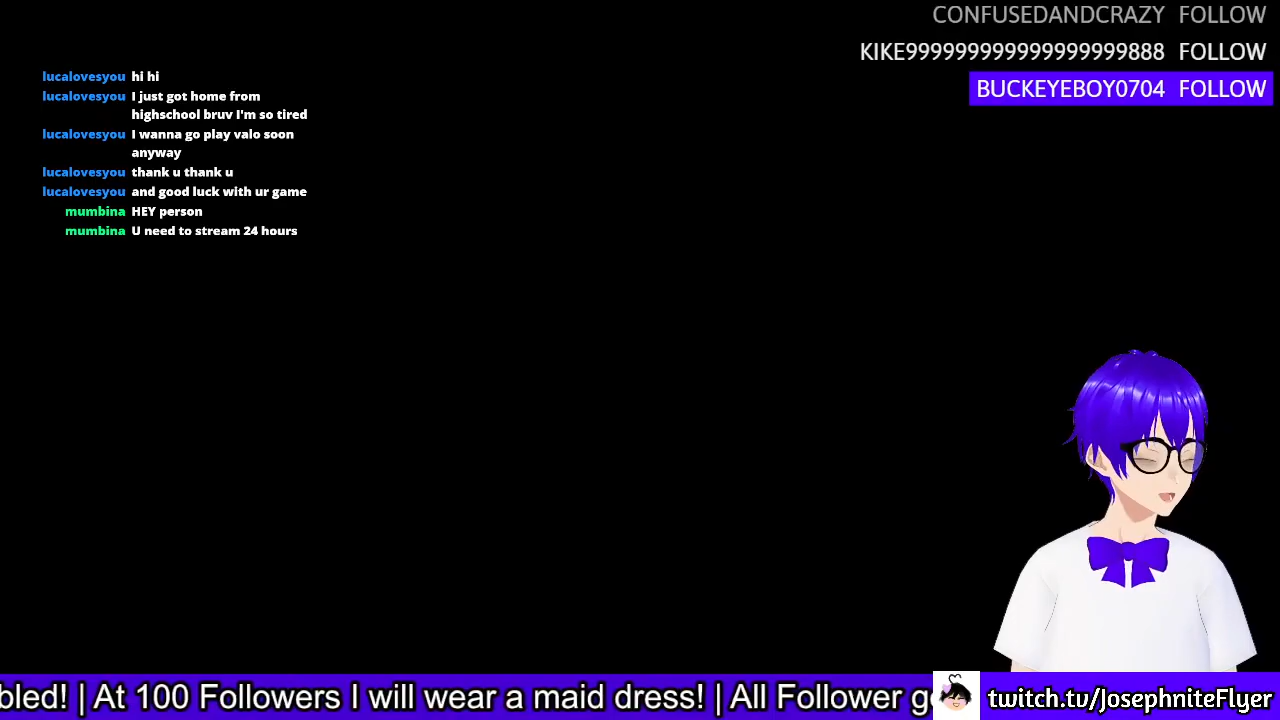 CONFUSEDANDCRAZY FOLLOW
KIKE999999999999999999888 FOLLOW
BUCKEYEBOY0704 FOLLOW
lucalovesyou hi hi
lucalovesyou I just got home from
highschool bruv I'm so tired
lucalovesyou I wanna go play valo soon
anyway
lucalovesyou thank u thank u
lucalovesyou and good luck with ur game
mumbina HEY person
mumbina U need to stream 24 hours
bled! | At 100 Followers I will wear a maid dress! | All Follower go
twitch.tv/JosephniteFlyer